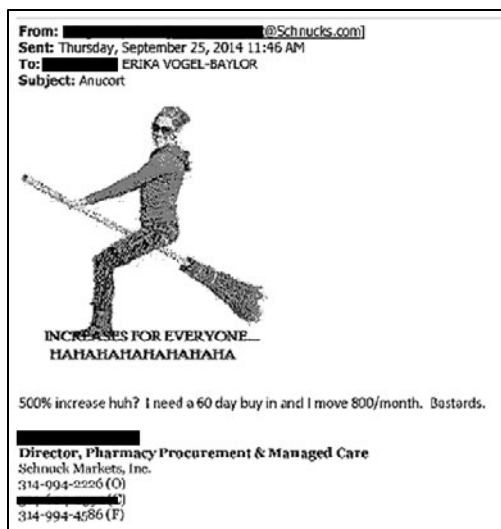 From: @Schnucks.com]
Sent: Thursday, September 25, 2014 11:46 AM
To: ERIKA VOGEL-BAYLOR
Subject: Anucort
INCREASES FOR EVERYONE....
HAHAHAHAHAHAHAHA
500% increase huh? I need a 60 day buy in and I move 800/month. Bastards.
Director, Pharmacy Procurement & Managed Care
Schnuck Markets, Inc.
314-994-2226 (O)
(C)
314-994-4586 (F)